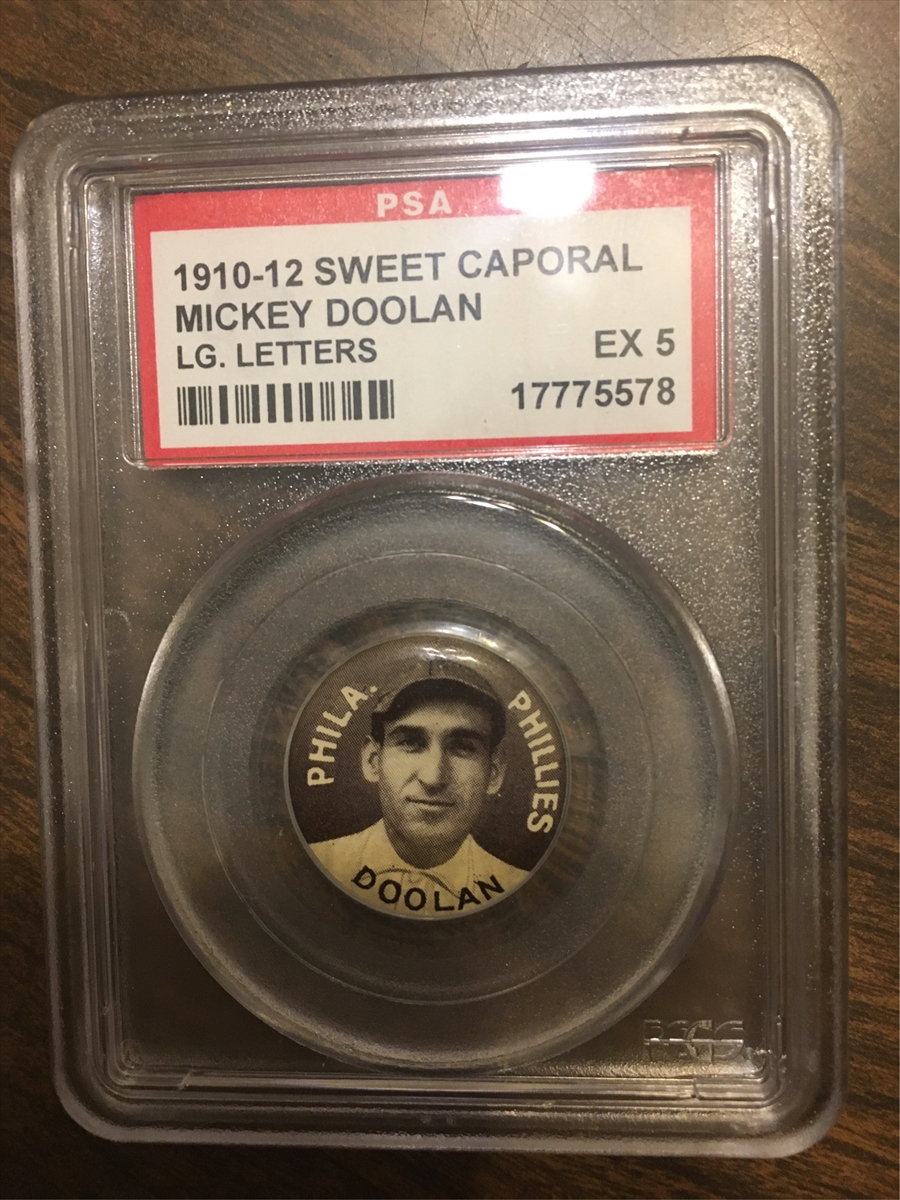 PSA
1910-12 SWEET CAPORAL
MICKEY DOOLAN
LG. LETTERS EX 5
17775578
PHILA. PHILLIES
DOOLAN